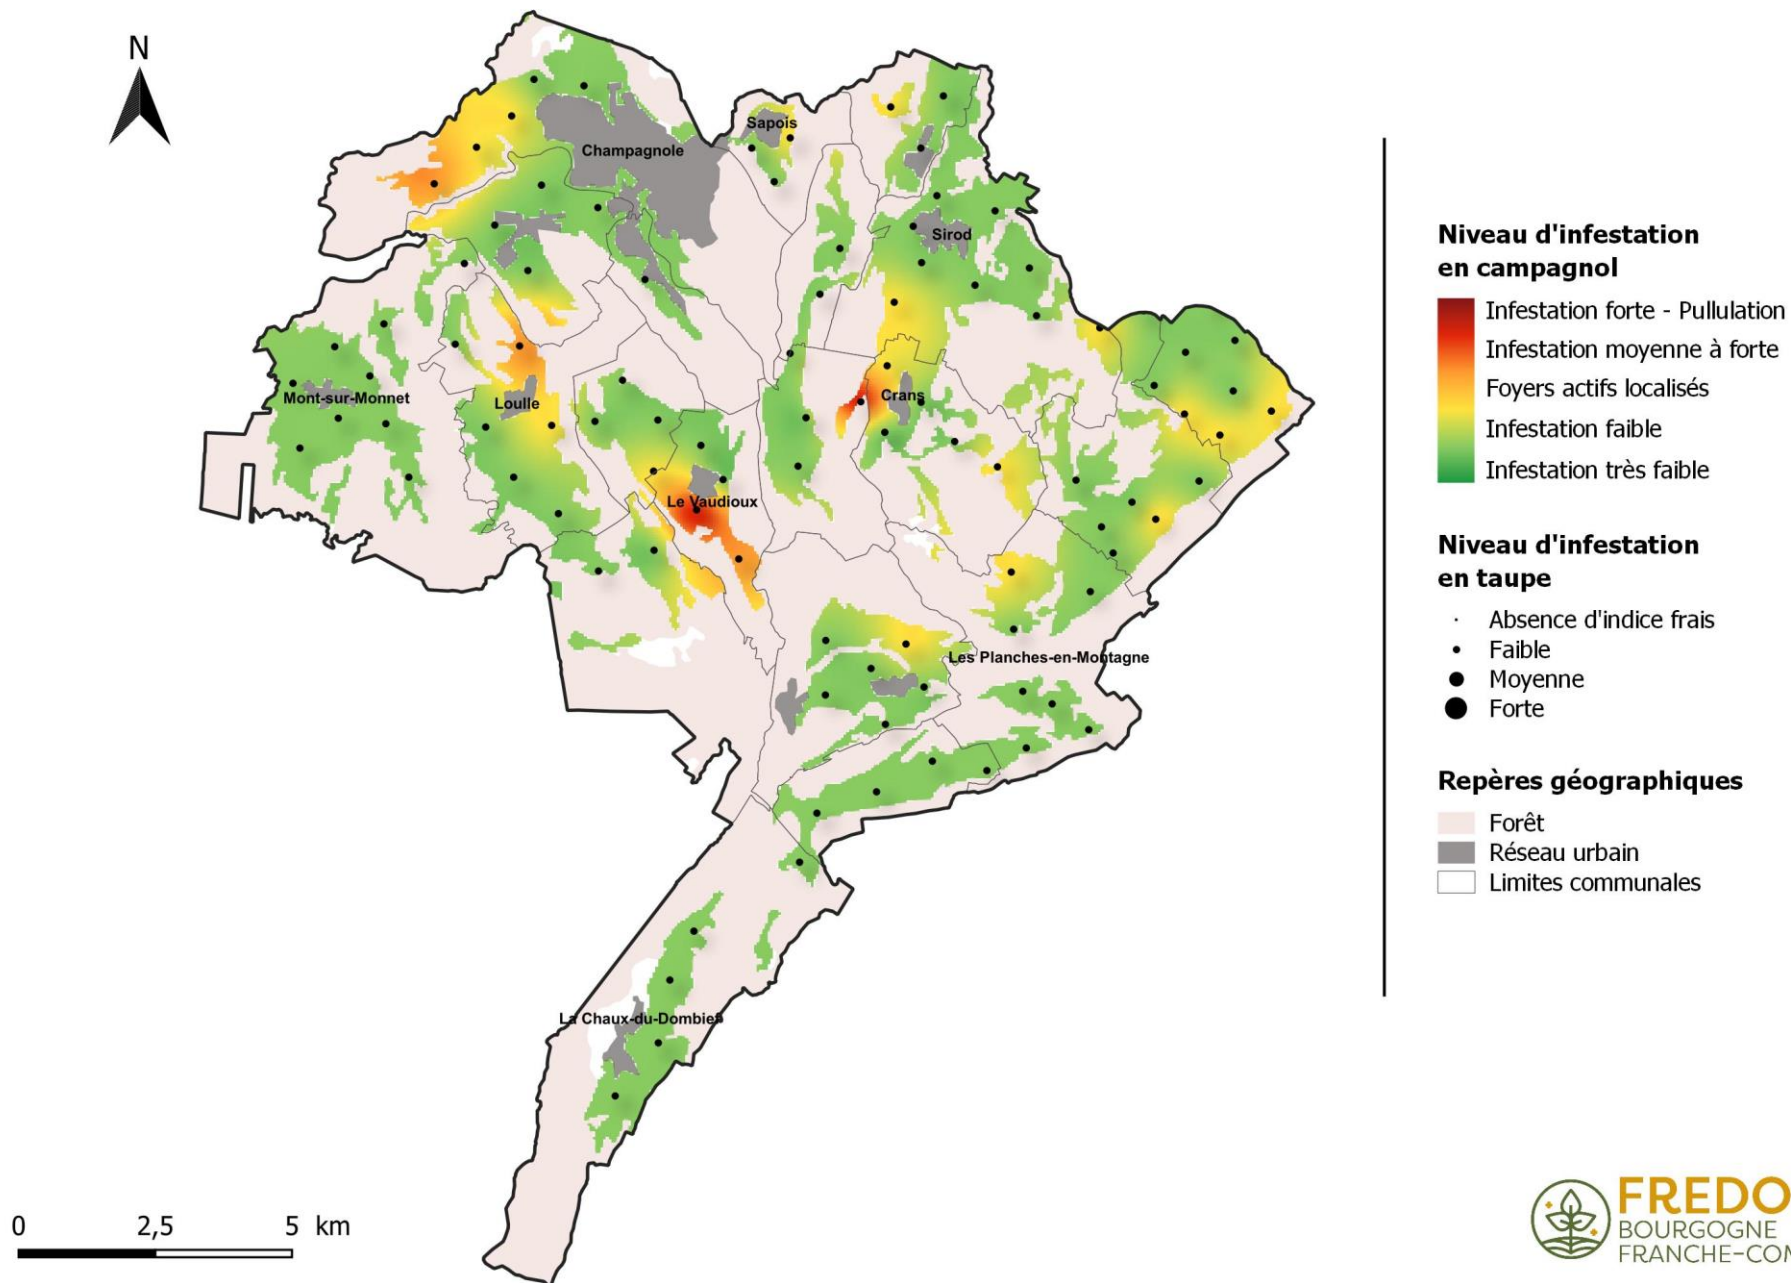 N
Sapois
Champagnole
Sirod
Mont-sur-Monnet
Loulle
Crans
Le Vaudioux
Les Planches-en-Montagne
La Chaux-du-Dombief
0 2,5 5 km
Niveau d'infestation
en campagnol
Infestation forte - Pullulation
Infestation moyenne à forte
Foyers actifs localisés
Infestation faible
Infestation très faible
Niveau d'infestation
en taupe
Absence d'indice frais
Faible
Moyenne
Forte
Repères géographiques
Forêt
Réseau urbain
Limites communales
FREDO
BOURGOGNE
FRANCHE-CO